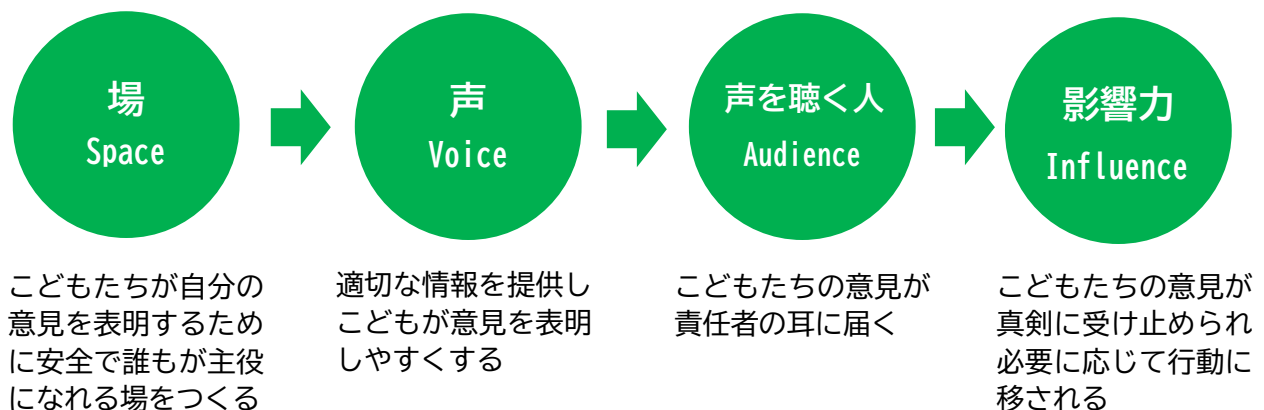 場
Space
声
Voice
声を聴く人
Audience
影響力
Influence
こどもたちが自分の
意見を表明するため
に安全で誰もが主役
になれる場をつくる
適切な情報を提供し
こどもが意見を表明
しやすくする
こどもたちの意見が
責任者の耳に届く
こどもたちの意見が
真剣に受け止められ
必要に応じて行動に
移される